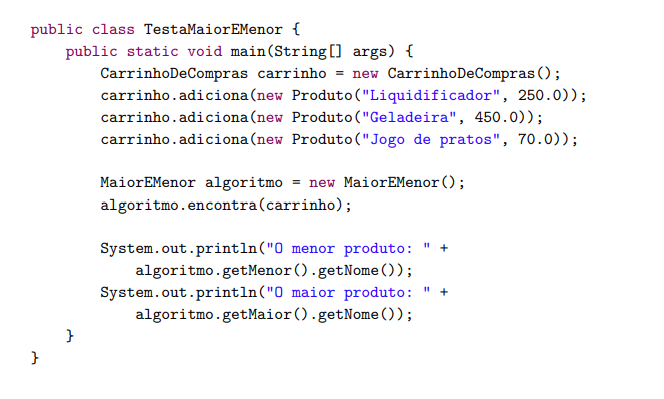 public class TestaMaiorEMenor {
    public static void main(String[] args) {
        CarrinhoDeCompras carrinho = new CarrinhoDeCompras();
        carrinho.adiciona(new Produto("Liquidificador", 250.0));
        carrinho.adiciona(new Produto("Geladeira", 450.0));
        carrinho.adiciona(new Produto("Jogo de pratos", 70.0));

        MaiorEMenor algoritmo = new MaiorEMenor();
        algoritmo.encontra(carrinho);

        System.out.println("O menor produto: " +
            algoritmo.getMenor().getNome());
        System.out.println("O maior produto: " +
            algoritmo.getMaior().getNome());
    }
}